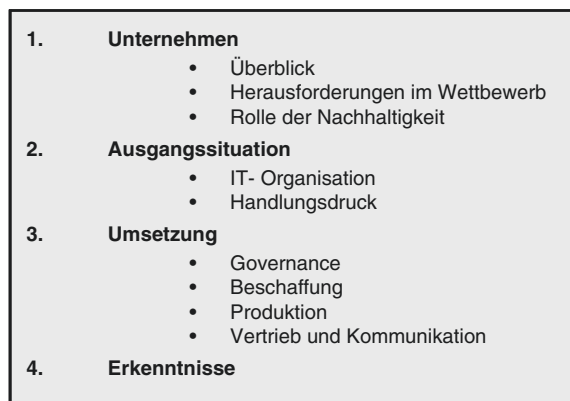 1. Unternehmen
• Überblick
• Herausforderungen im Wettbewerb
• Rolle der Nachhaltigkeit
2. Ausgangssituation
• IT- Organisation
• Handlungsdruck
3. Umsetzung
• Governance
• Beschaffung
• Produktion
• Vertrieb und Kommunikation
4. Erkenntnisse